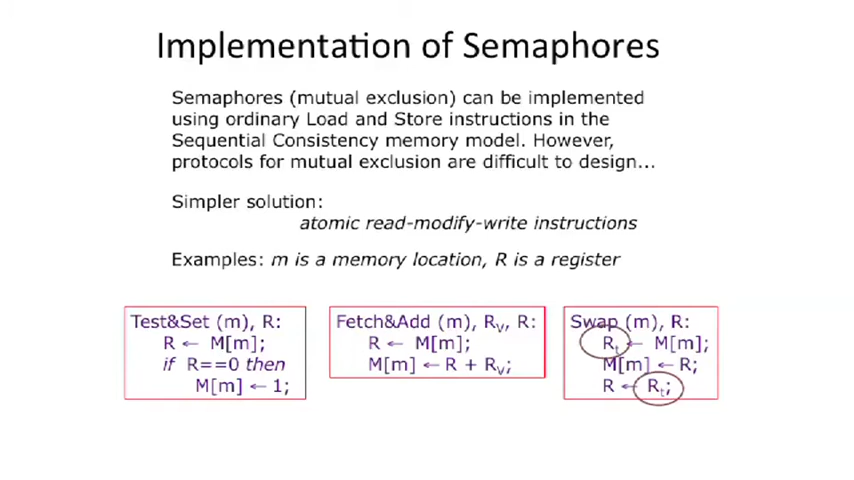 Implementation of Semaphores
Semaphores (mutual exclusion) can be implemented
using ordinary Load and Store instructions in the
Sequential Consistency memory model. However,
protocols for mutual exclusion are difficult to design...
Simpler solution:
atomic read-modify-write instructions
Examples: m is a memory location, R is a register
Test&Set (m), R:
R ← M[m];
if R==0 then
M[m] ← 1;
Fetch&Add (m), Rv, R:
R ← M[m];
M[m] ← R + Rv;
Swap (m), R:
Rt ← M[m];
M[m] ← R;
R ← Rt;